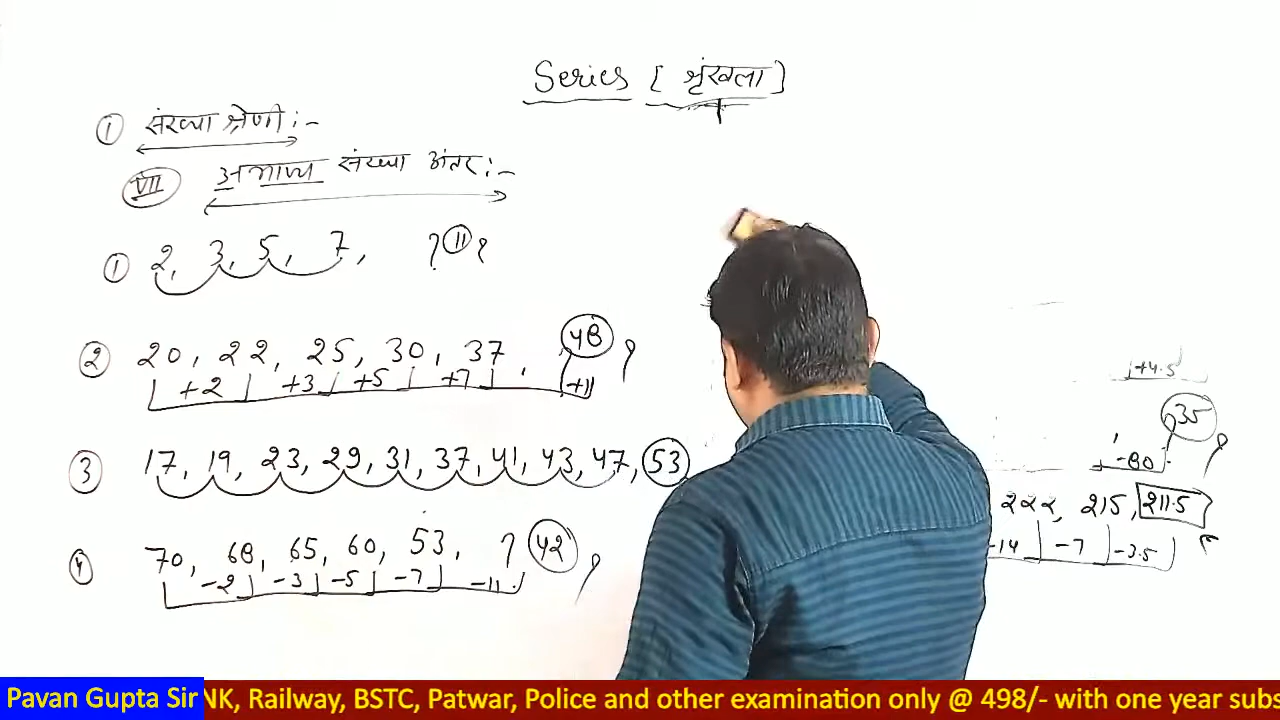 Series [ शृंखला ]
① संख्या श्रेणी :-
Ⅶ अभाज्य संख्या अंतर :-
① 2, 3, 5, 7, ? ⑪ ?
② 20, 22, 25, 30, 37, 48 ?
+2 +3 +5 +7 +11
③ 17, 19, 23, 29, 31, 37, 41, 43, 47, 53
④ 70, 68, 65, 60, 53, ? 42 ?
-2 -3 -5 -7 -11
+4.5
35
-80
222, 215, 211.5
-14 -7 -3.5
Pavan Gupta Sir NK, Railway, BSTC, Patwar, Police and other examination only @ 498/- with one year subs